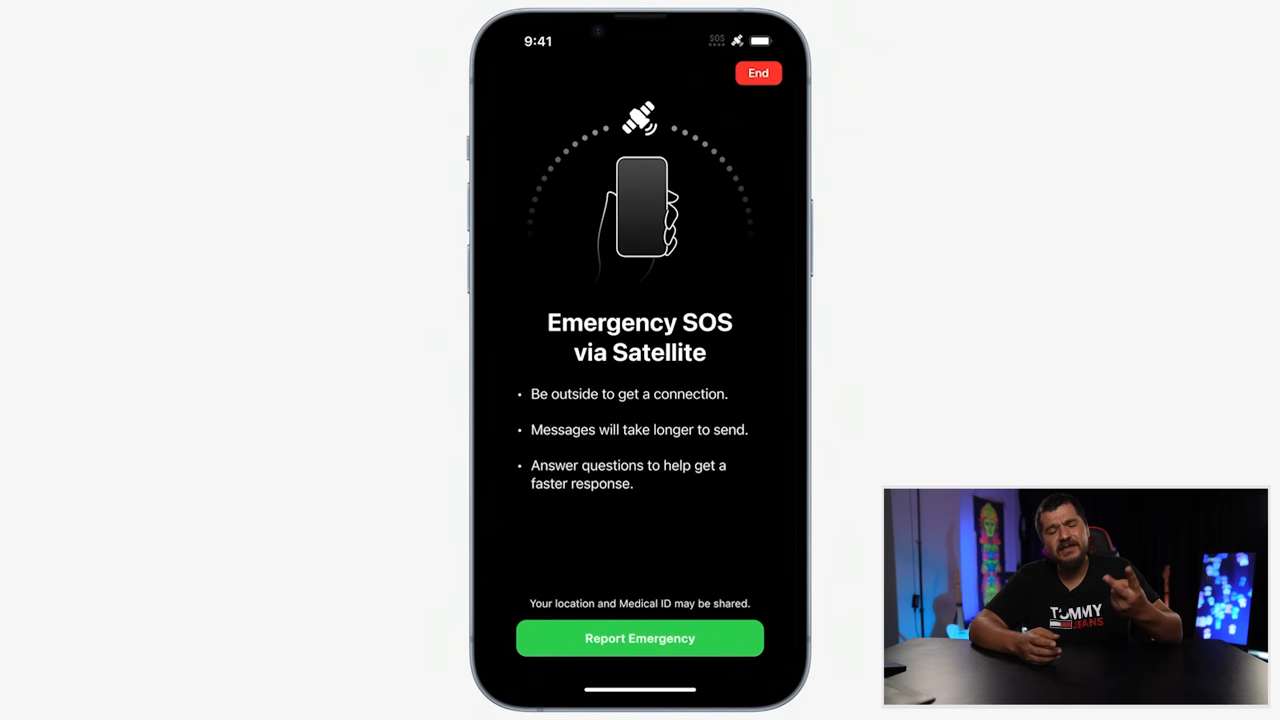 9:41
SOS
End
Emergency SOS
via Satellite
• Be outside to get a connection.
• Messages will take longer to send.
• Answer questions to help get a
faster response.
Your location and Medical ID may be shared.
Report Emergency
TOMMY
JEANS